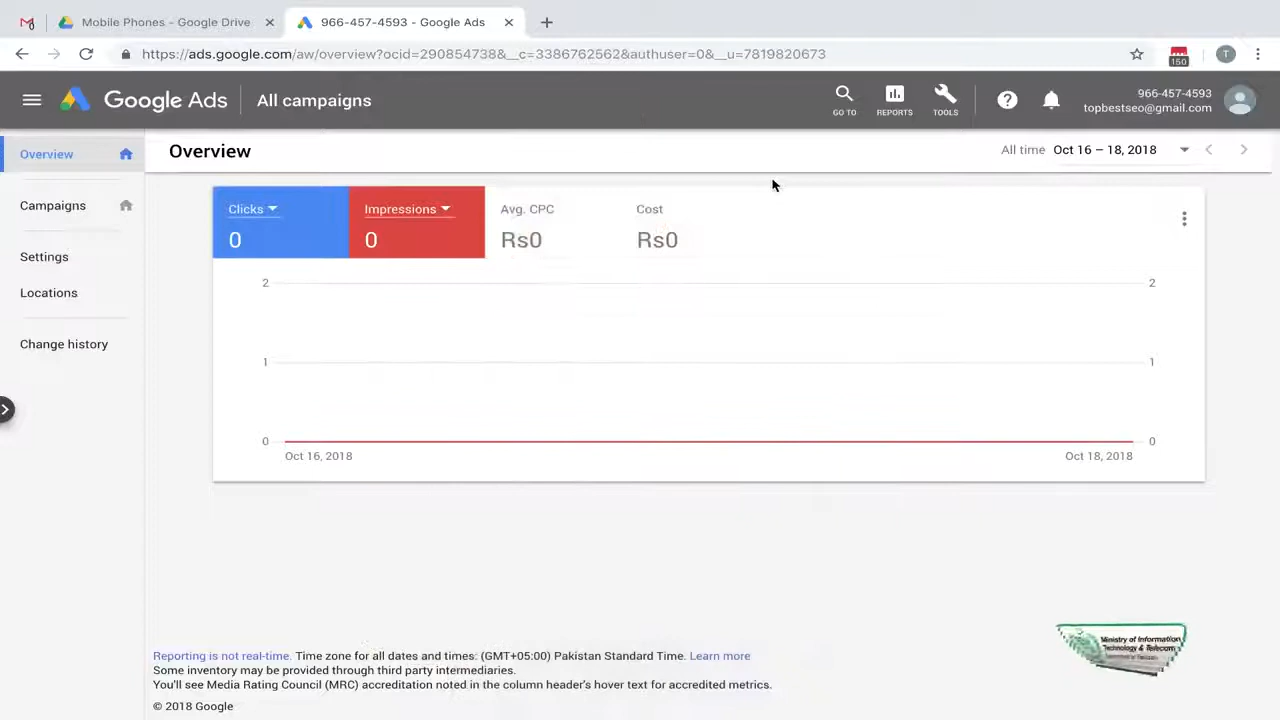 Mobile Phones - Google Drive
966-457-4593 - Google Ads
https://ads.google.com/aw/overview?ocid=290854738&__c=3386762562&authuser=0&__u=7819820673
150
T
Google Ads
All campaigns
GO TO
REPORTS
TOOLS
966-457-4593
topbestseo@gmail.com
Overview
Campaigns
Settings
Locations
Change history
Overview
All time Oct 16 – 18, 2018
Clicks
0
Impressions
0
Avg. CPC
Rs0
Cost
Rs0
2
2
1
1
0
0
Oct 16, 2018
Oct 18, 2018
Reporting is not real-time. Time zone for all dates and times: (GMT+05:00) Pakistan Standard Time. Learn more
Some inventory may be provided through third party intermediaries.
You'll see Media Rating Council (MRC) accreditation noted in the column header's hover text for accredited metrics.
© 2018 Google
Ministry of Information
Technology & Telecom